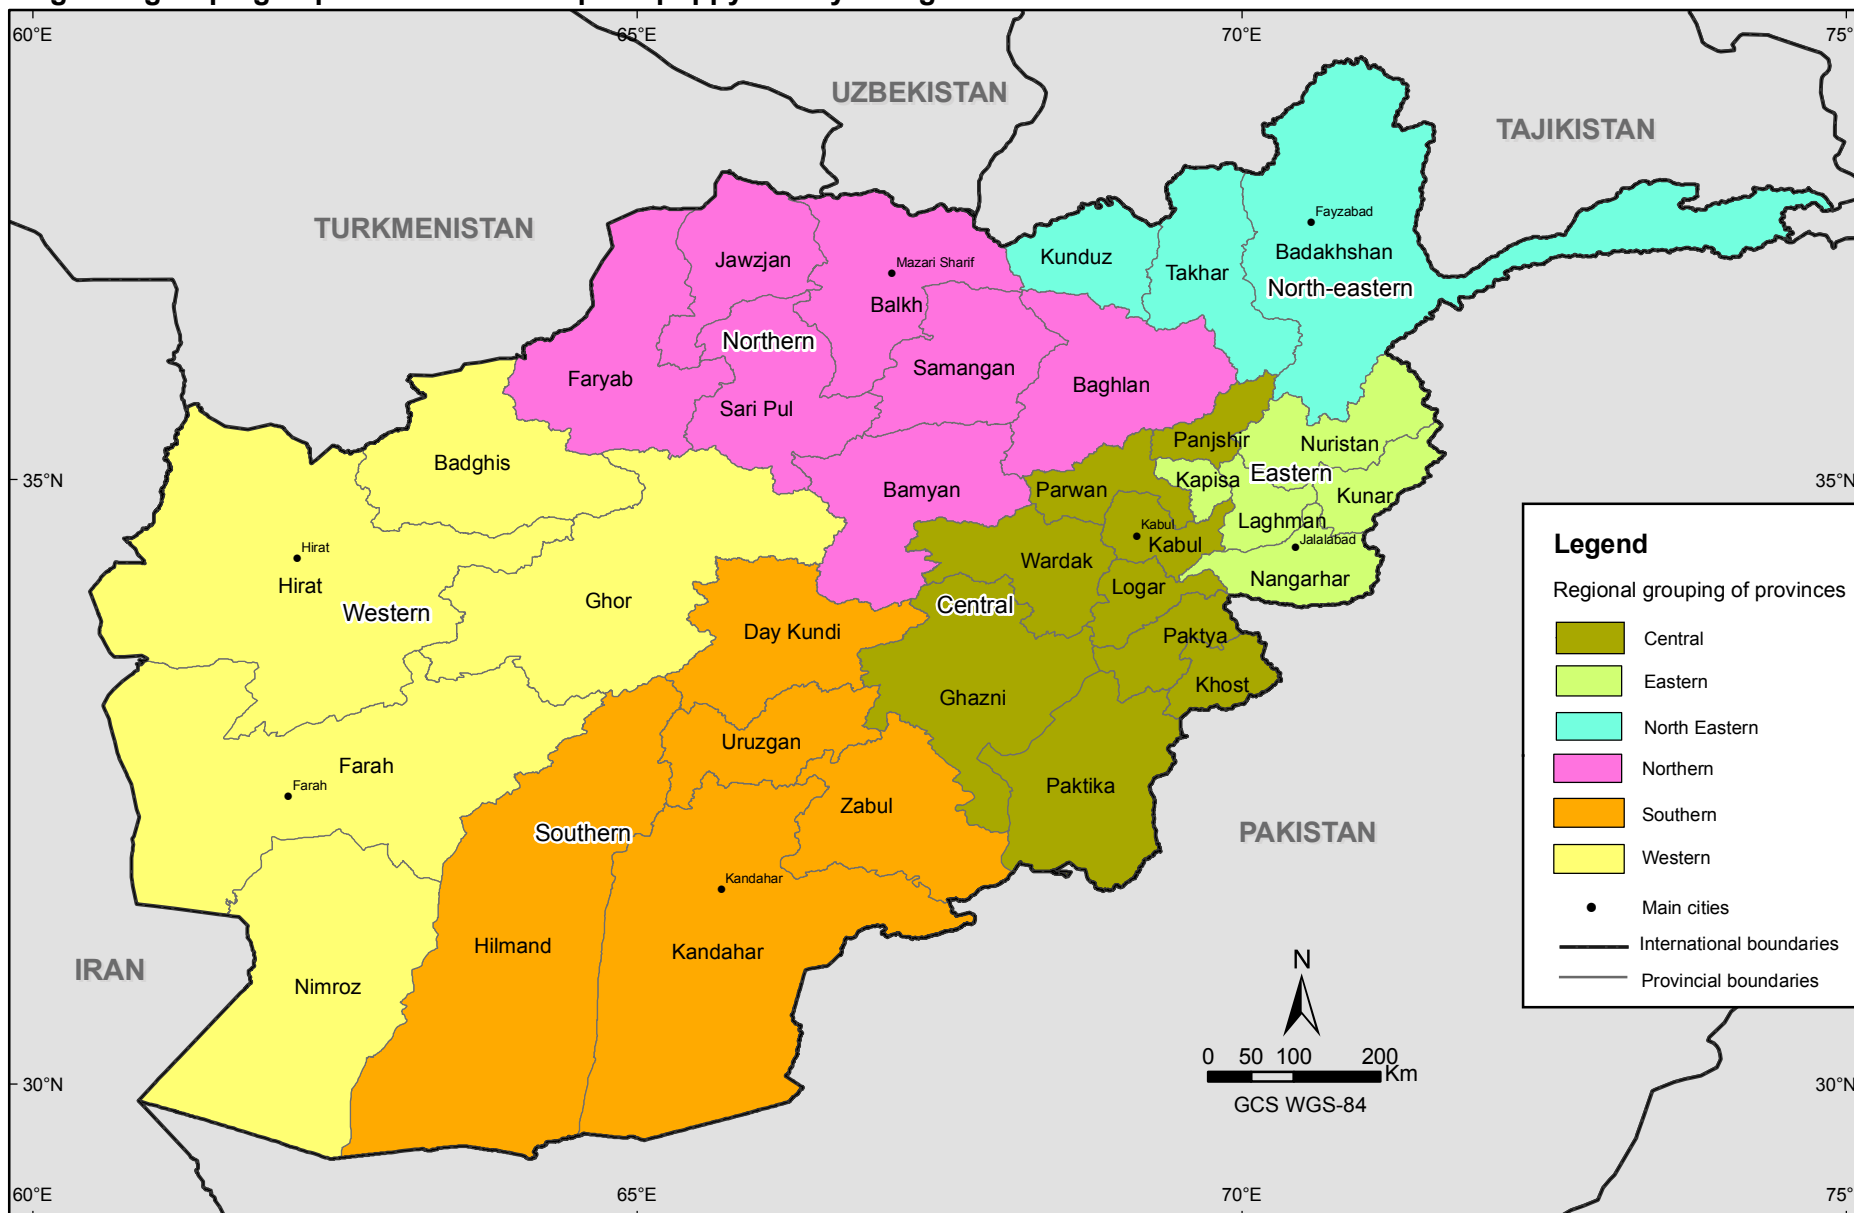 60°E
65°E
70°E
75°
UZBEKISTAN
TAJIKISTAN
TURKMENISTAN
Fayzabad
Badakhshan
Kunduz
Takhar
North-eastern
Jawzjan
Mazari Sharif
Balkh
Northern
Samangan
Faryab
Baghlan
Sari Pul
Panjshir
Nuristan
Badghis
Eastern
35°N
35°N
Kapisa
Bamyan
Parwan
Kunar
Laghman
Kabul
Kabul
Jalalabad
Hirat
Hirat
Wardak
Logar
Nangarhar
Ghor
Western
Central
Day Kundi
Paktya
Khost
Ghazni
Uruzgan
Farah
Farah
Zabul
Paktika
Southern
PAKISTAN
Kandahar
Hilmand
Kandahar
IRAN
Nimroz
Legend
Regional grouping of provinces
Central
Eastern
North Eastern
Northern
Southern
Western
Main cities
International boundaries
Provincial boundaries
N
0 50 100 200
Km
GCS WGS-84
30°N
30°N
60°E
65°E
70°E
75°